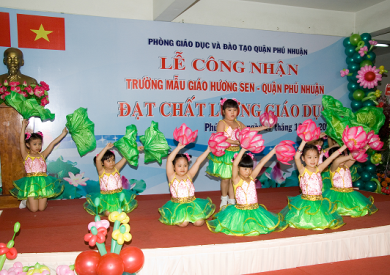 PHÒNG GIÁO DỤC VÀ ĐÀO TẠO QUẬN PHÚ NHUẬN
LỄ CÔNG NHẬN
TRƯỜNG MẪU GIÁO HƯƠNG SEN - QUẬN PHÚ NHUẬN
ĐẠT CHẤT LƯỢNG GIÁO DỤ